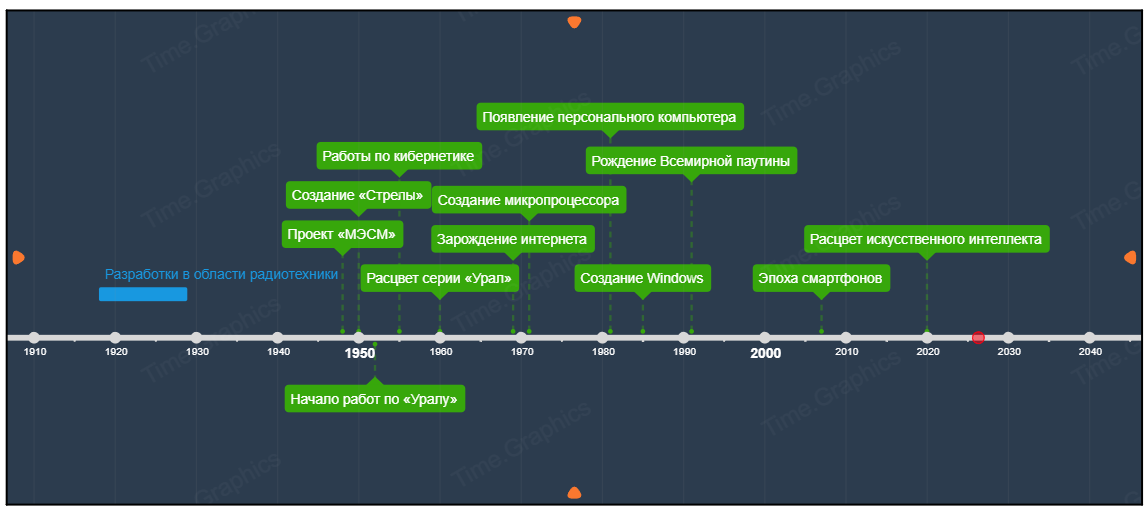 Time.Graphics
Появление персонального компьютера
Работы по кибернетике
Рождение Всемирной паутины
Создание «Стрелы»
Создание микропроцессора
Проект «МЭСМ»
Зарождение интернета
Расцвет искусственного интеллекта
Разработки в области радиотехники
Расцвет серии «Урал»
Создание Windows
Эпоха смартфонов
1910 1920 1930 1940 1950 1960 1970 1980 1990 2000 2010 2020 2030 2040
Начало работ по «Уралу»